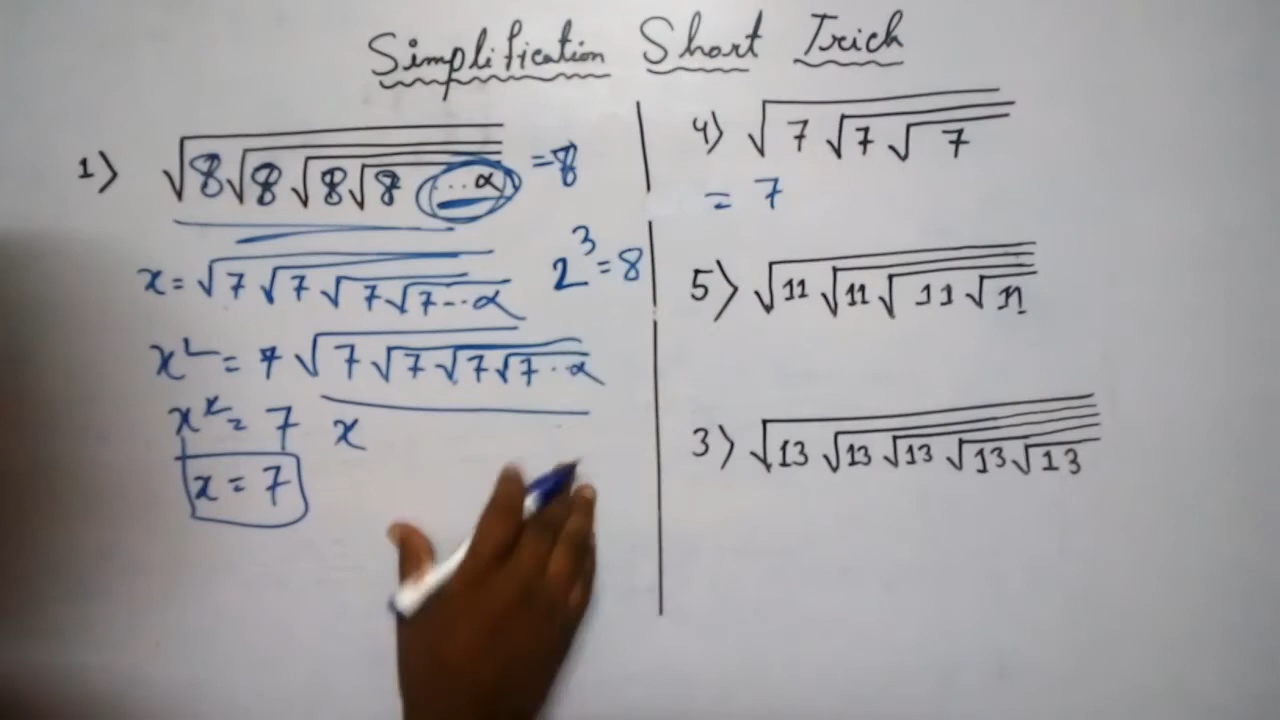 Simplification Short Trick
1) √8√8√8√8 ...α = 8
x = √7√7√7√7...α
2³ = 8
x² = 7√7√7√7√7..α
x² = 7 x
x = 7
4) √7√7√7
= 7
5) √11√11√11√11
3) √13√13√13√13√13